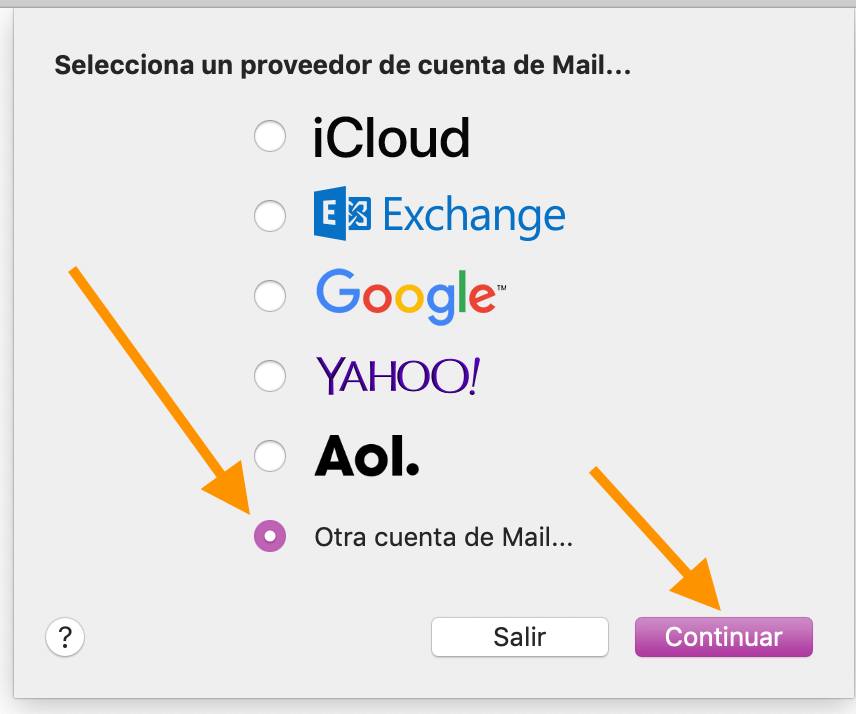 Selecciona un proveedor de cuenta de Mail...
iCloud
E Exchange
Google™
YAHOO!
Aol.
Otra cuenta de Mail...
?
Salir
Continuar